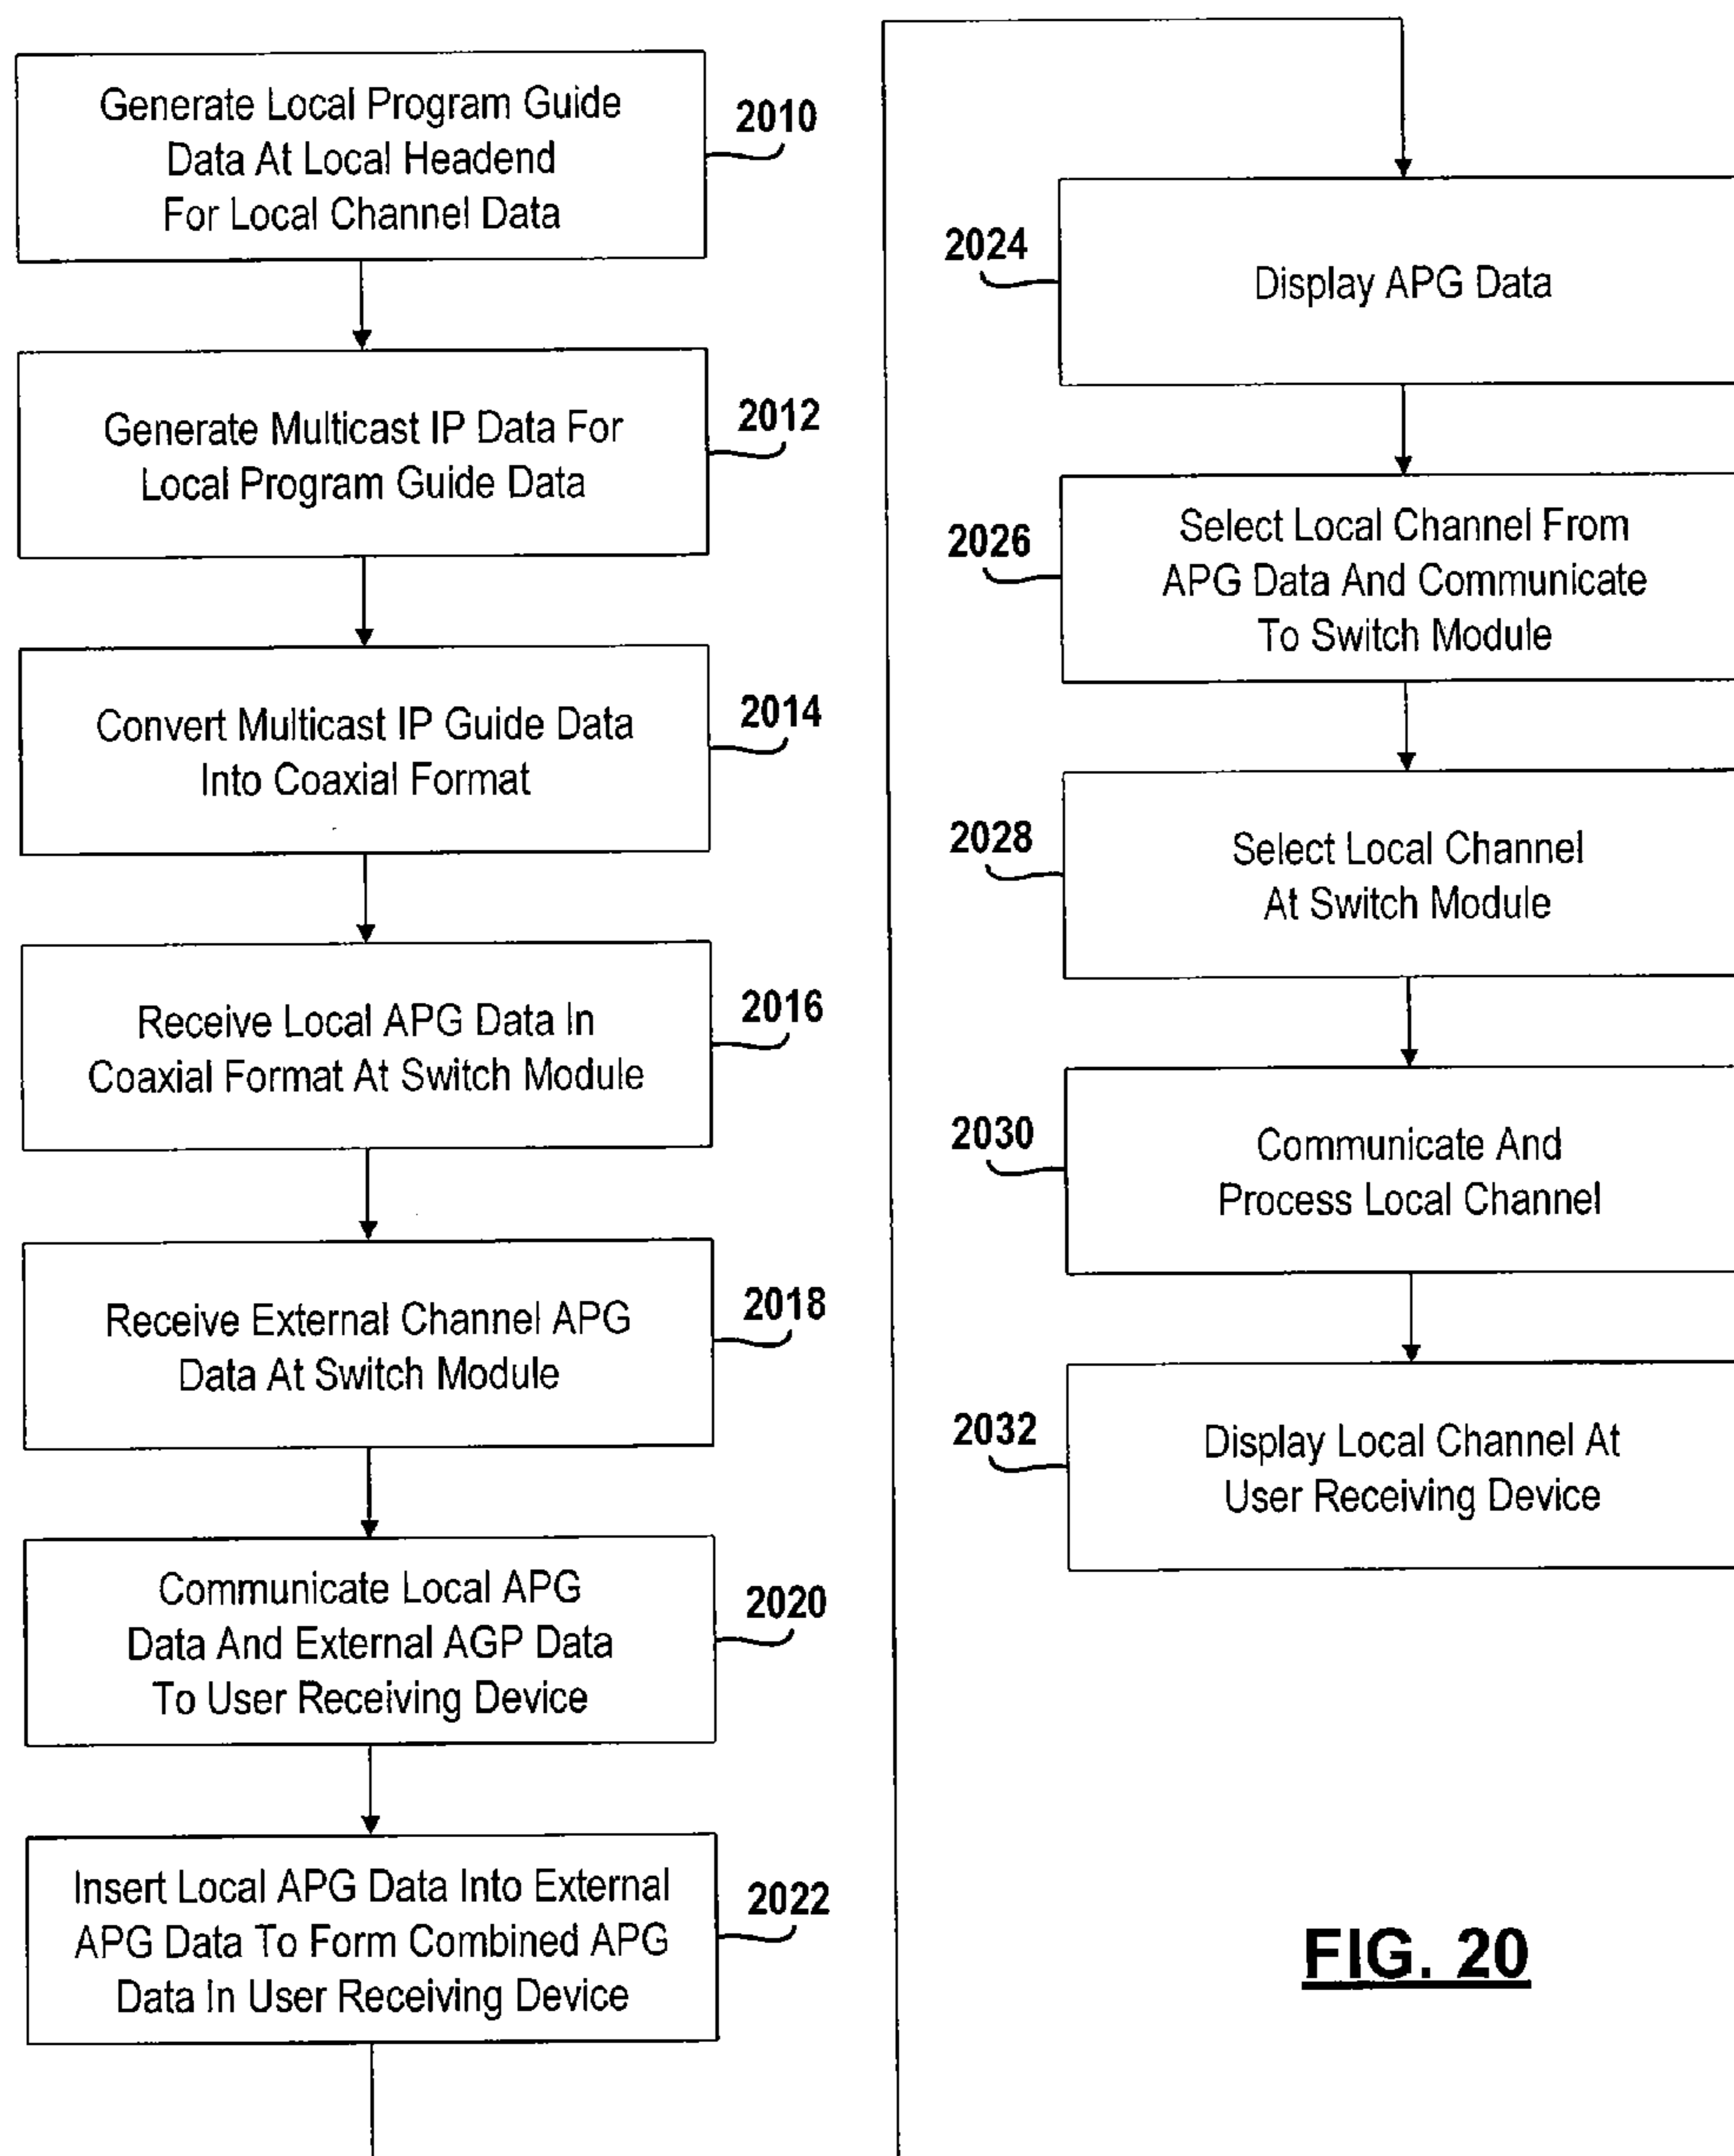 Generate Local Program Guide
Data At Local Headend
For Local Channel Data
2010
Generate Multicast IP Data For
Local Program Guide Data
2012
Convert Multicast IP Guide Data
Into Coaxial Format
2014
Receive Local APG Data In
Coaxial Format At Switch Module
2016
Receive External Channel APG
Data At Switch Module
2018
Communicate Local APG
Data And External AGP Data
To User Receiving Device
2020
Insert Local APG Data Into External
APG Data To Form Combined APG
Data In User Receiving Device
2022
2024
Display APG Data
2026
Select Local Channel From
APG Data And Communicate
To Switch Module
2028
Select Local Channel
At Switch Module
2030
Communicate And
Process Local Channel
2032
Display Local Channel At
User Receiving Device
FIG. 20